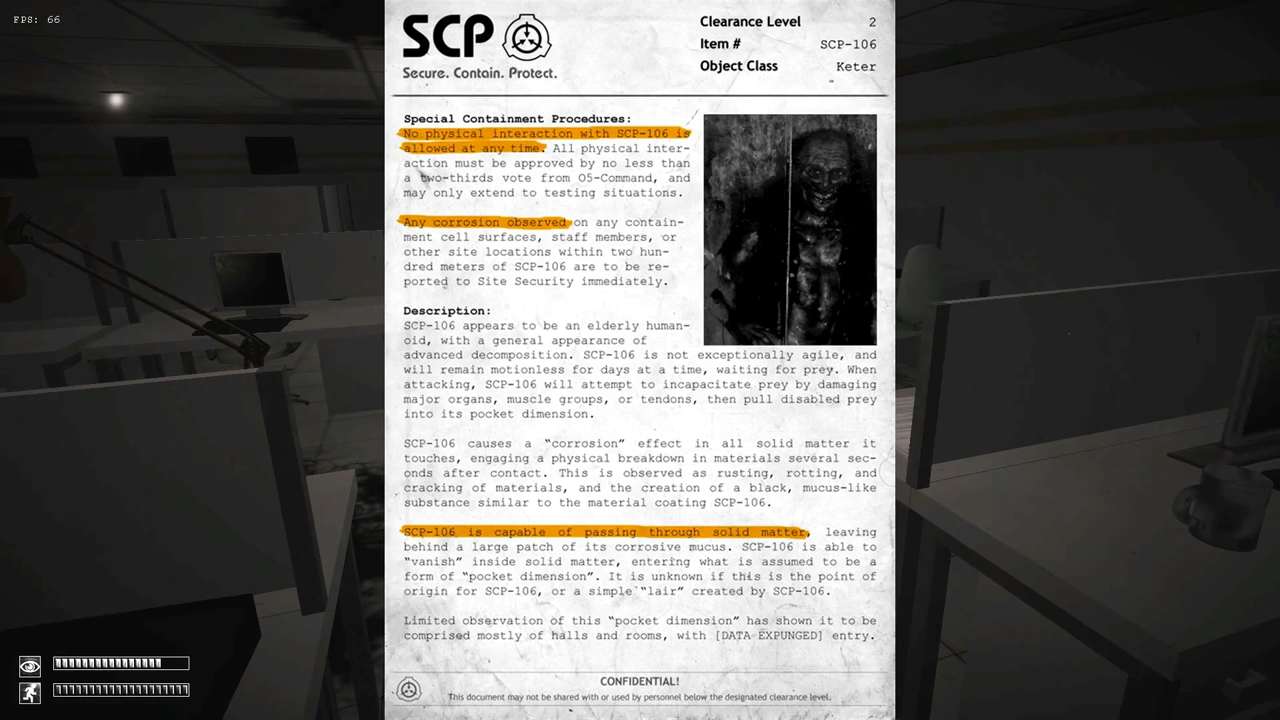 FPS: 66
SCP
Secure. Contain. Protect.
Clearance Level 2
Item # SCP-106
Object Class Keter
Special Containment Procedures:
No physical interaction with SCP-106 is
allowed at any time. All physical inter-
action must be approved by no less than
a two-thirds vote from O5-Command, and
may only extend to testing situations.
Any corrosion observed on any contain-
ment cell surfaces, staff members, or
other site locations within two hun-
dred meters of SCP-106 are to be re-
ported to Site Security immediately.
Description:
SCP-106 appears to be an elderly human-
oid, with a general appearance of
advanced decomposition. SCP-106 is not exceptionally agile, and
will remain motionless for days at a time, waiting for prey. When
attacking, SCP-106 will attempt to incapacitate prey by damaging
major organs, muscle groups, or tendons, then pull disabled prey
into its pocket dimension.
SCP-106 causes a “corrosion” effect in all solid matter it
touches, engaging a physical breakdown in materials several sec-
onds after contact. This is observed as rusting, rotting, and
cracking of materials, and the creation of a black, mucus-like
substance similar to the material coating SCP-106.
SCP-106 is capable of passing through solid matter, leaving
behind a large patch of its corrosive mucus. SCP-106 is able to
“vanish” inside solid matter, entering what is assumed to be a
form of “pocket dimension”. It is unknown if this is the point of
origin for SCP-106, or a simple “lair” created by SCP-106.
Limited observation of this “pocket dimension” has shown it to be
comprised mostly of halls and rooms, with [DATA EXPUNGED] entry.
CONFIDENTIAL!
This document may not be shared with or used by personnel below the designated clearance level.